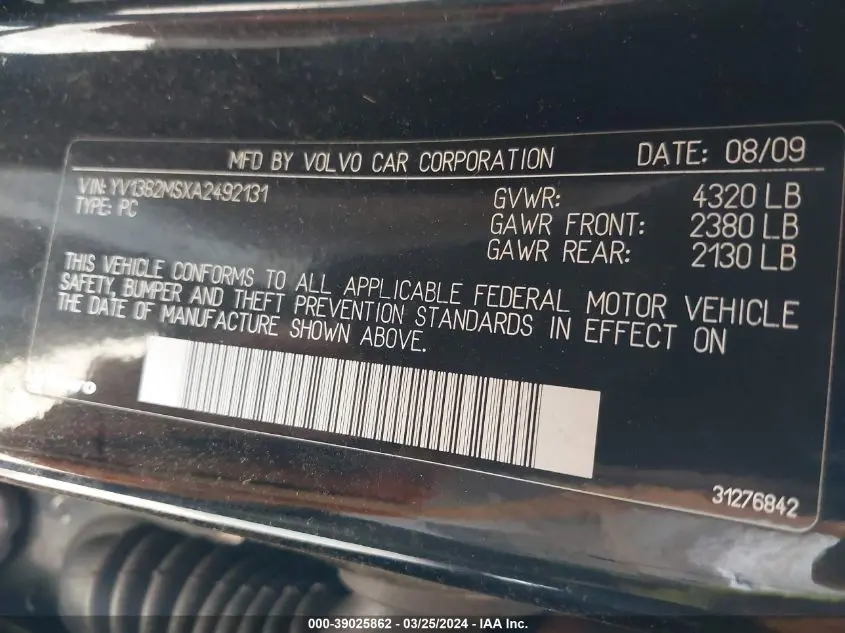 MFD BY VOLVO CAR CORPORATION DATE: 08/09
VIN: YV1382MSXA2492131
TYPE: PC
GVWR: 4320 LB
GAWR FRONT: 2380 LB
GAWR REAR: 2130 LB
THIS VEHICLE CONFORMS TO ALL APPLICABLE FEDERAL MOTOR VEHICLE
SAFETY, BUMPER AND THEFT PREVENTION STANDARDS IN EFFECT ON
THE DATE OF MANUFACTURE SHOWN ABOVE.
31276842
000-39025862 - 03/25/2024 - IAA Inc.